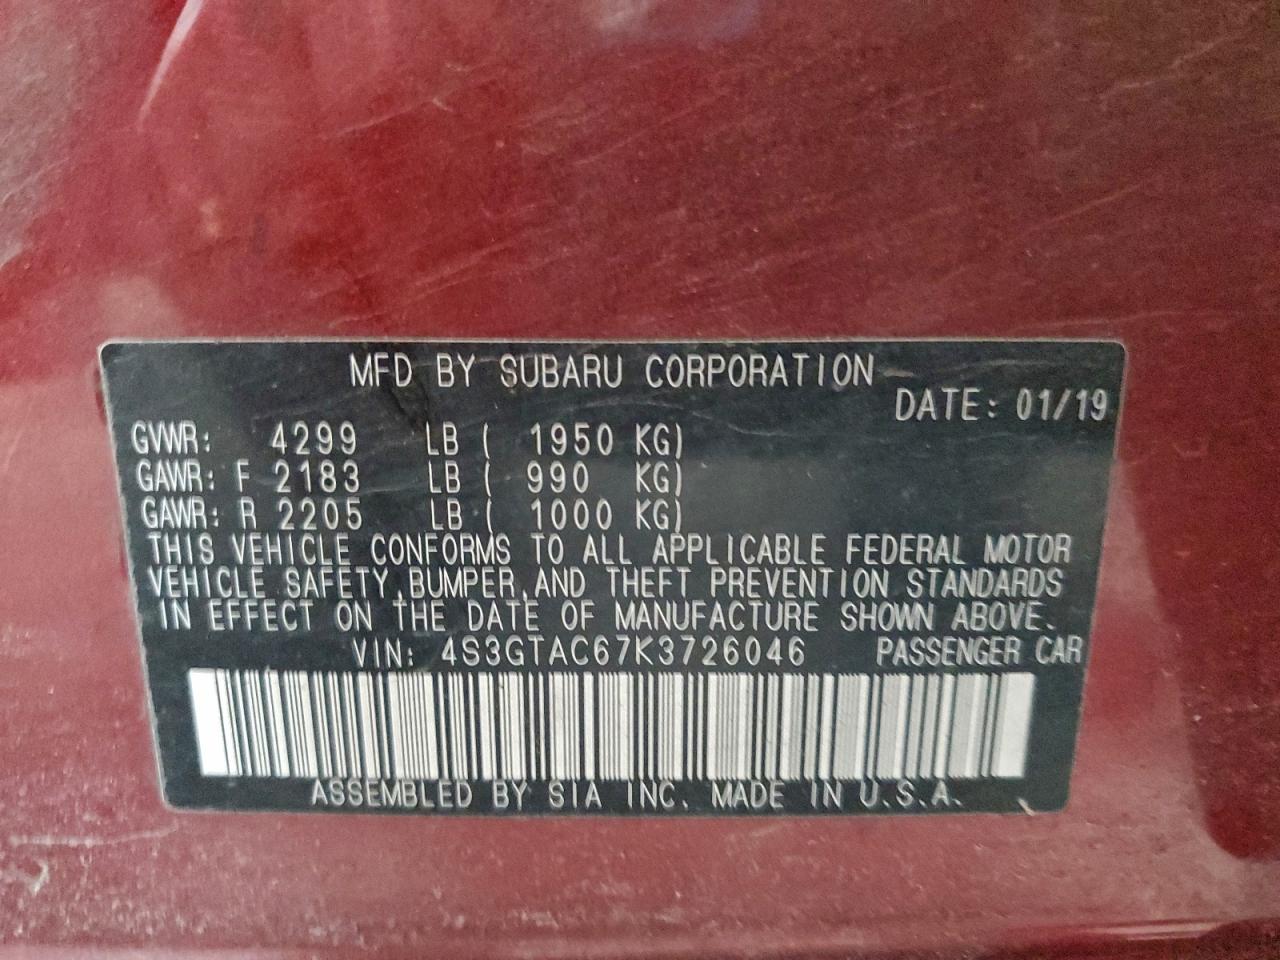 MFD BY SUBARU CORPORATION
DATE: 01/19
GVWR: 4299 LB ( 1950 KG)
GAWR: F 2183 LB ( 990 KG)
GAWR: R 2205 LB ( 1000 KG)
THIS VEHICLE CONFORMS TO ALL APPLICABLE FEDERAL MOTOR
VEHICLE SAFETY,BUMPER,AND THEFT PREVENTION STANDARDS
IN EFFECT ON THE DATE OF MANUFACTURE SHOWN ABOVE.
VIN: 4S3GTAC67K3726046 PASSENGER CAR
ASSEMBLED BY SIA INC. MADE IN U.S.A.